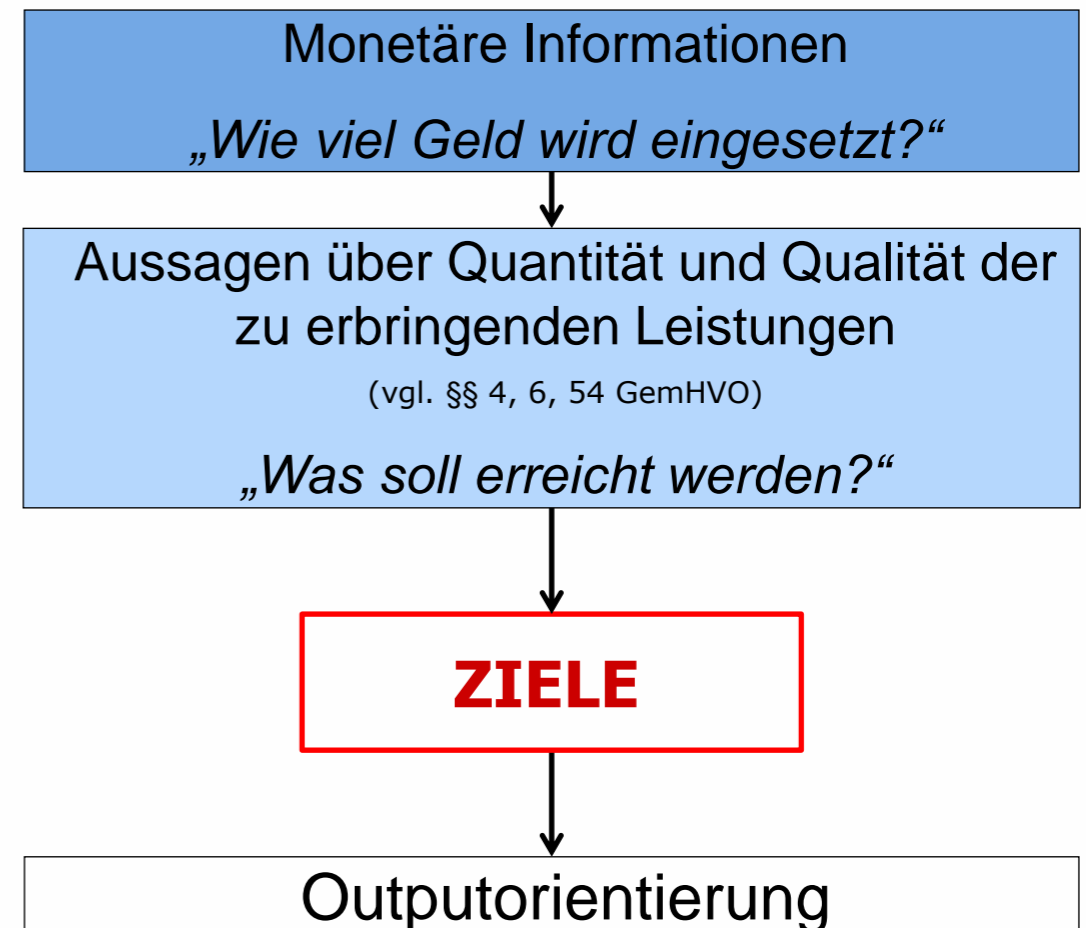 Monetäre Informationen
„Wie viel Geld wird eingesetzt?“
Aussagen über Quantität und Qualität der
zu erbringenden Leistungen
(vgl. §§ 4, 6, 54 GemHVO)
„Was soll erreicht werden?“
ZIELE
Outputorientierung